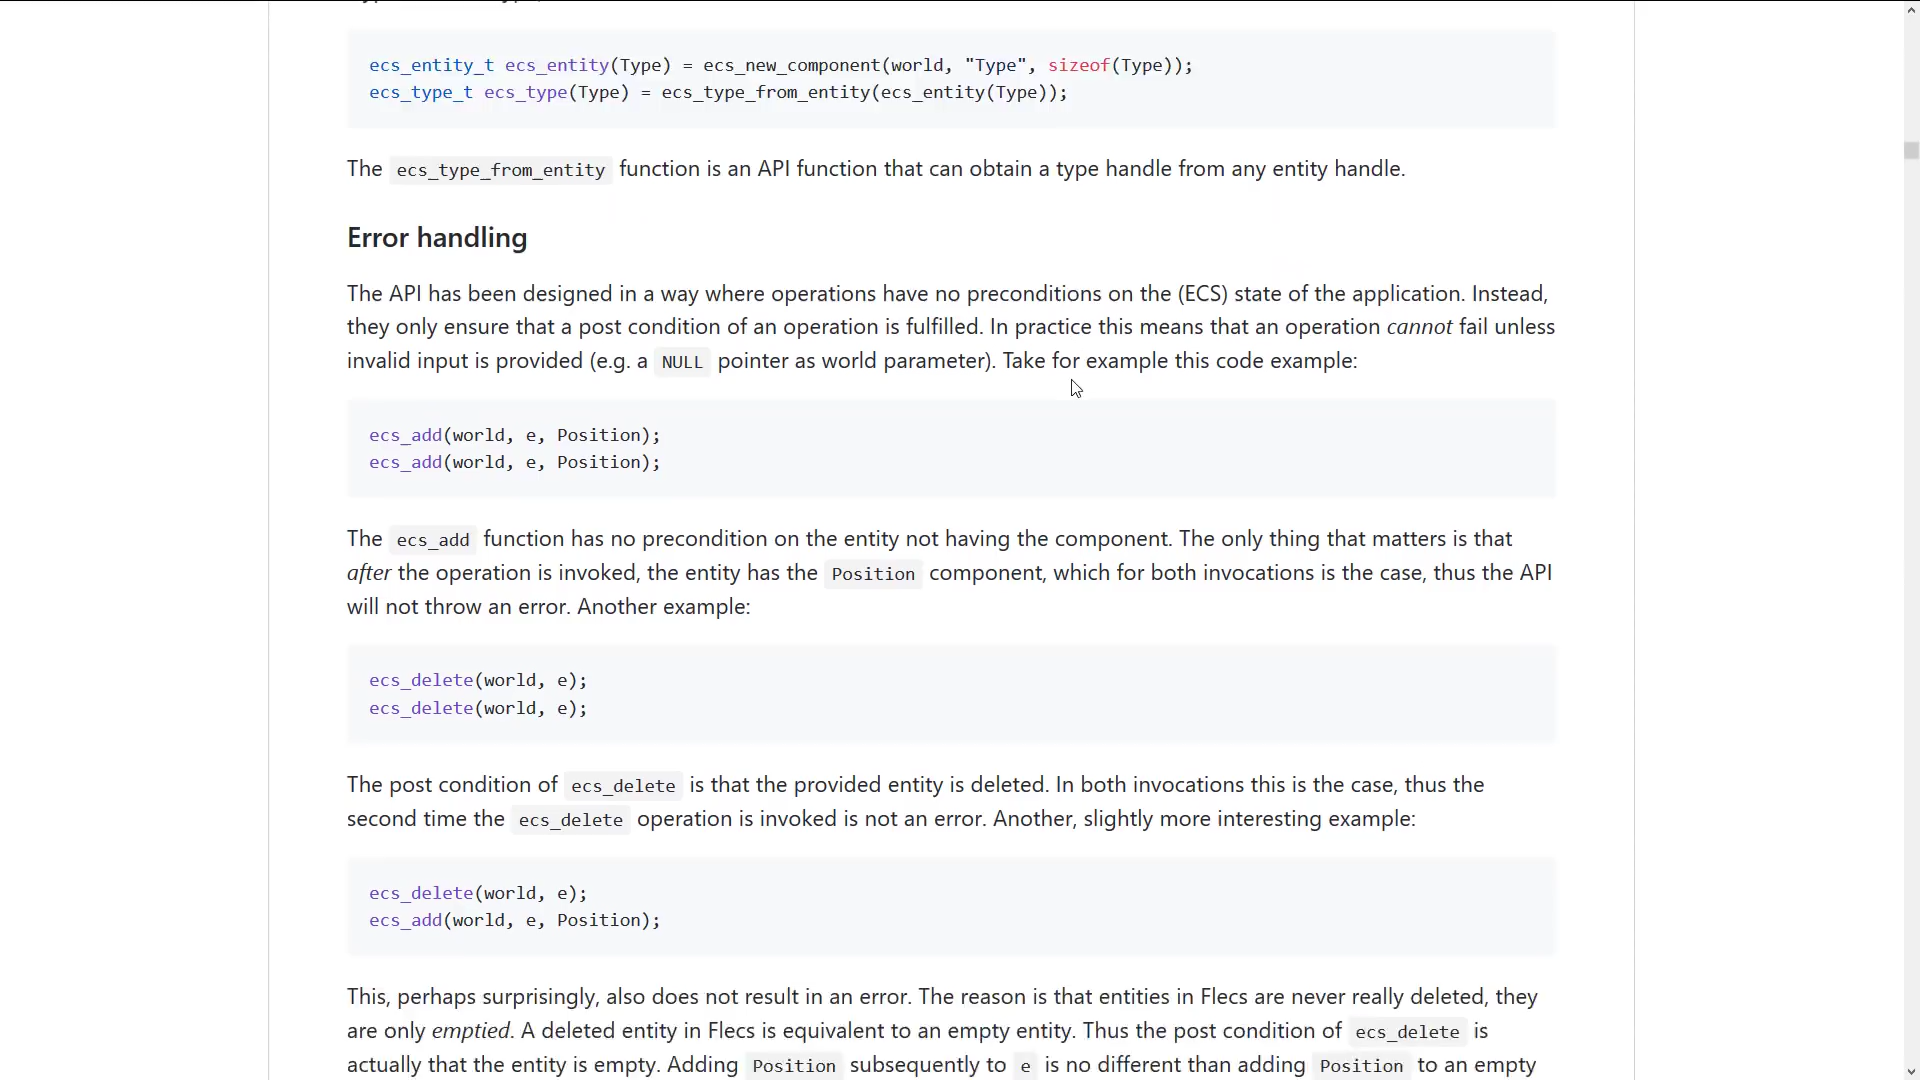 ecs_entity_t ecs_entity(Type) = ecs_new_component(world, "Type", sizeof(Type));
ecs_type_t ecs_type(Type) = ecs_type_from_entity(ecs_entity(Type));
The ecs_type_from_entity function is an API function that can obtain a type handle from any entity handle.
Error handling
The API has been designed in a way where operations have no preconditions on the (ECS) state of the application. Instead,
they only ensure that a post condition of an operation is fulfilled. In practice this means that an operation cannot fail unless
invalid input is provided (e.g. a NULL pointer as world parameter). Take for example this code example:
ecs_add(world, e, Position);
ecs_add(world, e, Position);
The ecs_add function has no precondition on the entity not having the component. The only thing that matters is that
after the operation is invoked, the entity has the Position component, which for both invocations is the case, thus the API
will not throw an error. Another example:
ecs_delete(world, e);
ecs_delete(world, e);
The post condition of ecs_delete is that the provided entity is deleted. In both invocations this is the case, thus the
second time the ecs_delete operation is invoked is not an error. Another, slightly more interesting example:
ecs_delete(world, e);
ecs_add(world, e, Position);
This, perhaps surprisingly, also does not result in an error. The reason is that entities in Flecs are never really deleted, they
are only emptied. A deleted entity in Flecs is equivalent to an empty entity. Thus the post condition of ecs_delete is
actually that the entity is empty. Adding Position subsequently to e is no different than adding Position to an empty